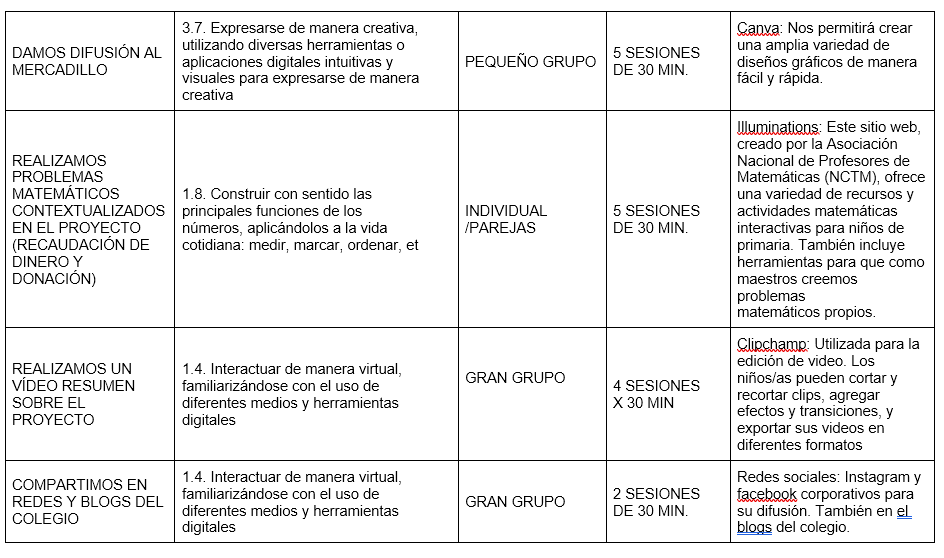 DAMOS DIFUSIÓN AL
MERCADILLO
3.7. Expresarse de manera creativa,
utilizando diversas herramientas o
aplicaciones digitales intuitivas y
visuales para expresarse de manera
creativa
PEQUEÑO GRUPO
5 SESIONES
DE 30 MIN.
Canva: Nos permitirá crear
una amplia variedad de
diseños gráficos de manera
fácil y rápida.
REALIZAMOS
PROBLEMAS
MATEMÁTICOS
CONTEXTUALIZADOS
EN EL PROYECTO
(RECAUDACIÓN DE
DINERO Y
DONACIÓN)
1.8. Construir con sentido las
principales funciones de los
números, aplicándolos a la vida
cotidiana: medir, marcar, ordenar, et
INDIVIDUAL
/PAREJAS
5 SESIONES
DE 30 MIN.
Illuminations: Este sitio web,
creado por la Asociación
Nacional de Profesores de
Matemáticas (NCTM), ofrece
una variedad de recursos y
actividades matemáticas
interactivas para niños de
primaria. También incluye
herramientas para que como
maestros creemos
problemas
matemáticos propios.
REALIZAMOS UN
VÍDEO RESUMEN
SOBRE EL
PROYECTO
1.4. Interactuar de manera virtual,
familiarizándose con el uso de
diferentes medios y herramientas
digitales
GRAN GRUPO
4 SESIONES
X 30 MIN
Clipchamp: Utilizada para la
edición de video. Los
niños/as pueden cortar y
recortar clips, agregar
efectos y transiciones, y
exportar sus videos en
diferentes formatos
COMPARTIMOS EN
REDES Y BLOGS DEL
COLEGIO
1.4. Interactuar de manera virtual,
familiarizándose con el uso de
diferentes medios y herramientas
digitales
GRAN GRUPO
2 SESIONES
DE 30 MIN.
Redes sociales: Instagram y
facebook corporativos para
su difusión. También en el
blogs del colegio.